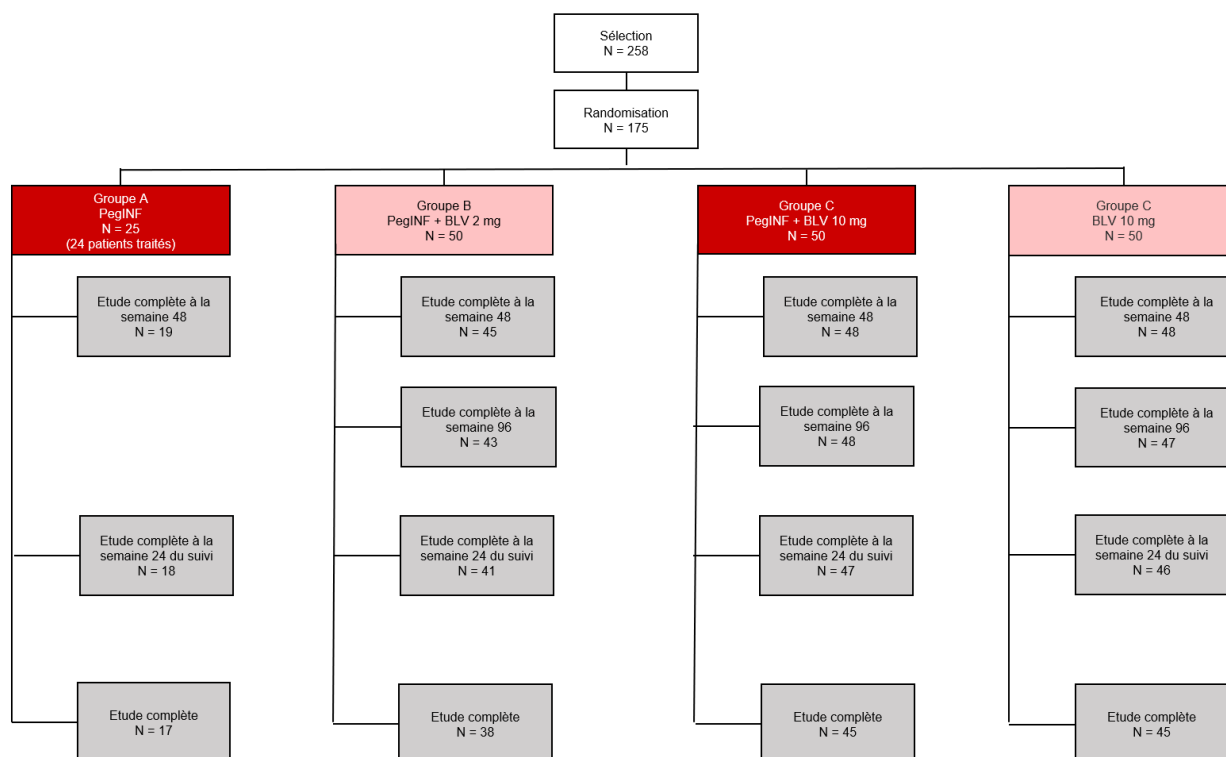 Sélection
N = 258
Randomisation
N = 175
Groupe A
PegINF
N = 25
(24 patients traités)
Groupe B
PegINF + BLV 2 mg
N = 50
Groupe C
PegINF + BLV 10 mg
N = 50
Groupe C
BLV 10 mg
N = 50
Etude complète à la
semaine 48
N = 19
Etude complète à la
semaine 48
N = 45
Etude complète à la
semaine 48
N = 48
Etude complète à la
semaine 48
N = 48
Etude complète à la
semaine 96
N = 43
Etude complète à la
semaine 96
N = 48
Etude complète à la
semaine 96
N = 47
Etude complète à la
semaine 24 du suivi
N = 18
Etude complète à la
semaine 24 du suivi
N = 41
Etude complète à la
semaine 24 du suivi
N = 47
Etude complète à la
semaine 24 du suivi
N = 46
Etude complète
N = 17
Etude complète
N = 38
Etude complète
N = 45
Etude complète
N = 45